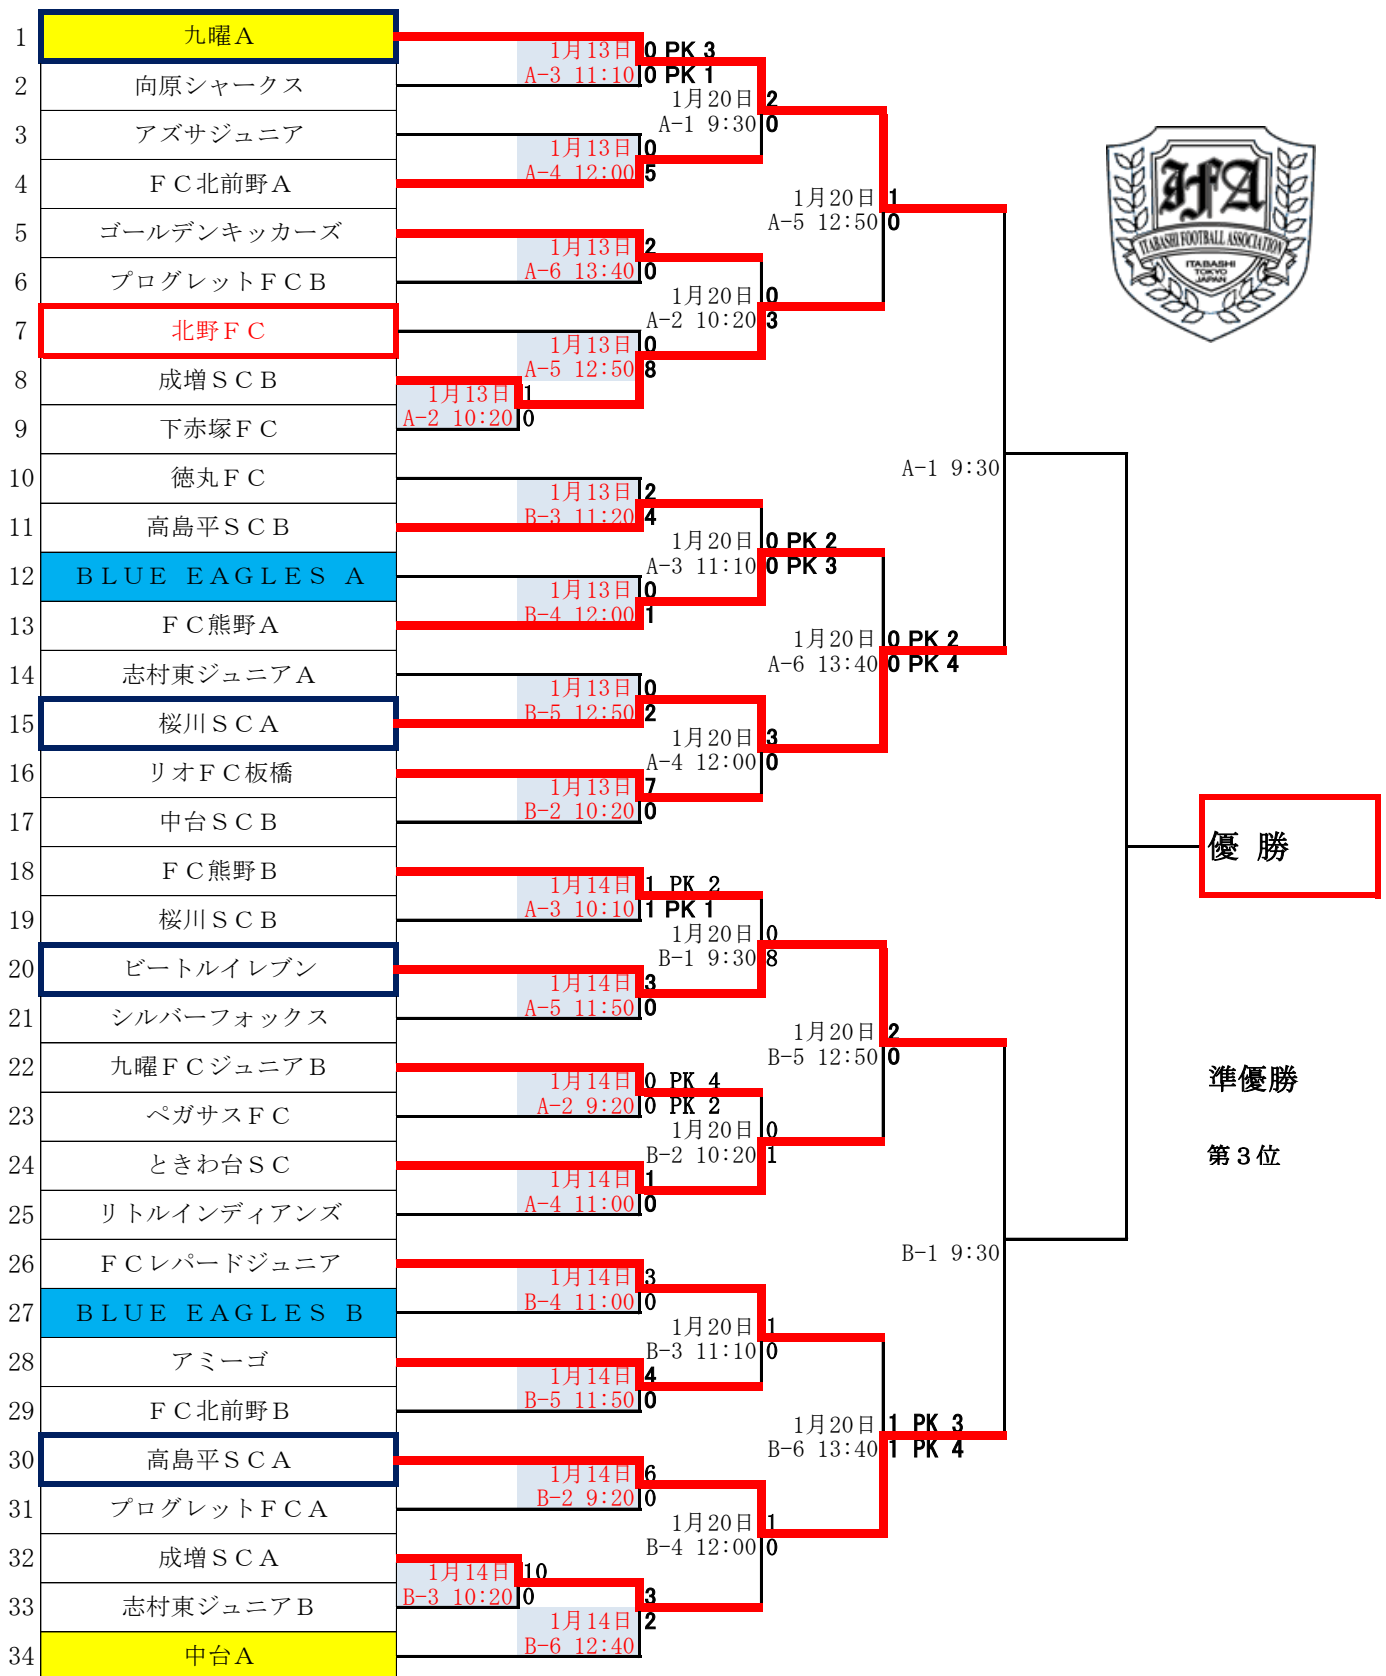 1 九曜A
1月13日 0 PK 3
2 向原シャークス
A-3 11:10 0 PK 1
1月20日 2
A-1 9:30 0
3 アズサジュニア
1月13日 0
4 FC北前野A
A-4 12:00 5
1月20日 1
A-5 12:50 0
5 ゴールデンキッカーズ
1月13日 2
6 プログレットFCB
A-6 13:40 0
1月20日 0
A-2 10:20 3
7 北野FC
1月13日 0
A-5 12:50 8
8 成増SCB
1月13日 1
9 下赤塚FC
A-2 10:20 0
A-1 9:30
10 徳丸FC
1月13日 2
11 高島平SCB
B-3 11:20 4
1月20日 0 PK 2
A-3 11:10 0 PK 3
12 BLUE EAGLES A
1月13日 0
13 FC熊野A
B-4 12:00 1
1月20日 0 PK 2
A-6 13:40 0 PK 4
14 志村東ジュニアA
1月13日 0
15 桜川SCA
B-5 12:50 2
1月20日 3
A-4 12:00 0
16 リオFC板橋
1月13日 7
17 中台SCB
B-2 10:20 0
優 勝
18 FC熊野B
1月14日 1 PK 2
19 桜川SCB
A-3 10:10 1 PK 1
1月20日 0
B-1 9:30 8
20 ビートルイレブン
1月14日 3
21 シルバーフォックス
A-5 11:50 0
1月20日 2
B-5 12:50 0
22 九曜FCジュニアB
1月14日 0 PK 4
23 ペガサスFC
A-2 9:20 0 PK 2
1月20日 0
B-2 10:20 1
24 ときわ台SC
1月14日 1
25 リトルインディアンズ
A-4 11:00 0
準優勝
第3位
B-1 9:30
26 FCレパードジュニア
1月14日 3
27 BLUE EAGLES B
B-4 11:00 0
1月20日 1
B-3 11:10 0
28 アミーゴ
1月14日 4
29 FC北前野B
B-5 11:50 0
1月20日 1 PK 3
B-6 13:40 1 PK 4
30 高島平SCA
1月14日 6
31 プログレットFCA
B-2 9:20 0
1月20日 1
B-4 12:00 0
32 成増SCA
1月14日 10
33 志村東ジュニアB
B-3 10:20 0
3
1月14日 2
34 中台A
B-6 12:40
IFA
ITABASHI FOOTBALL ASSOCIATION
ITABASHI
TOKYO
JAPAN